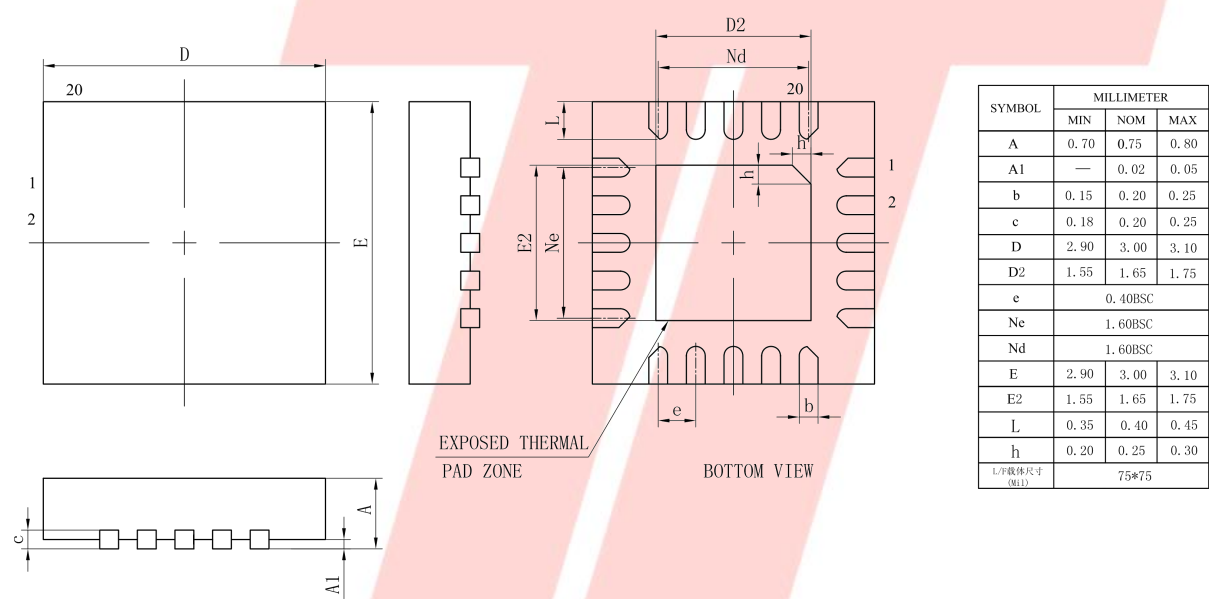 D
20
1
2
E
D2
Nd
20
L
h
h
1
2
E2
Ne
e
b
EXPOSED THERMAL
PAD ZONE
BOTTOM VIEW
c
A
A1
SYMBOL MILLIMETER
MIN NOM MAX
A 0.70 0.75 0.80
A1 — 0.02 0.05
b 0.15 0.20 0.25
c 0.18 0.20 0.25
D 2.90 3.00 3.10
D2 1.55 1.65 1.75
e 0.40BSC
Ne 1.60BSC
Nd 1.60BSC
E 2.90 3.00 3.10
E2 1.55 1.65 1.75
L 0.35 0.40 0.45
h 0.20 0.25 0.30
L/F载体尺寸
(Mil) 75*75